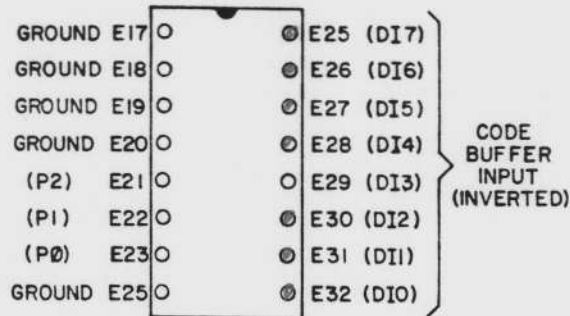 GROUND E17
GROUND E18
GROUND E19
GROUND E20
(P2) E21
(P1) E22
(PØ) E23
GROUND E25
E25 (DI7)
E26 (DI6)
E27 (DI5)
E28 (DI4)
E29 (DI3)
E30 (DI2)
E31 (DI1)
E32 (DIO)
CODE
BUFFER
INPUT
(INVERTED)